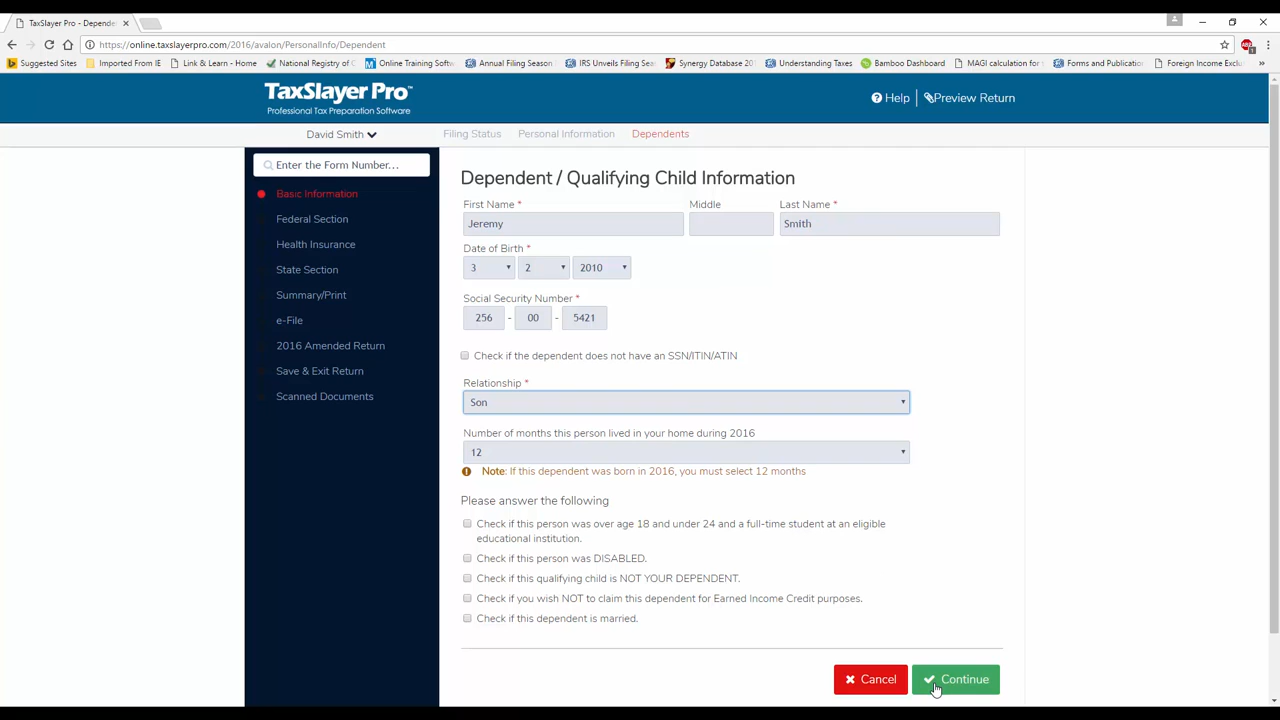 TaxSlayer Pro - Depende
https://online.taxslayerpro.com/2016/avalon/PersonalInfo/Dependent
Suggested Sites Imported From IE Link & Learn - Home National Registry of C Online Training Softw Annual Filing Season IRS Unveils Filing Sea Synergy Database 201 Understanding Taxes Bamboo Dashboard MAGI calculation for Forms and Publication Foreign Income Exclu
TaxSlayer Pro™
Professional Tax Preparation Software
Help | Preview Return
David Smith
Filing Status Personal Information Dependents
Enter the Form Number...
Basic Information
Federal Section
Health Insurance
State Section
Summary/Print
e-File
2016 Amended Return
Save & Exit Return
Scanned Documents
Dependent / Qualifying Child Information
First Name * Middle Last Name *
Jeremy Smith
Date of Birth *
3 2 2010
Social Security Number *
256 - 00 - 5421
Check if the dependent does not have an SSN/ITIN/ATIN
Relationship *
Son
Number of months this person lived in your home during 2016
12
Note: If this dependent was born in 2016, you must select 12 months
Please answer the following
Check if this person was over age 18 and under 24 and a full-time student at an eligible
educational institution.
Check if this person was DISABLED.
Check if this qualifying child is NOT YOUR DEPENDENT.
Check if you wish NOT to claim this dependent for Earned Income Credit purposes.
Check if this dependent is married.
Cancel Continue